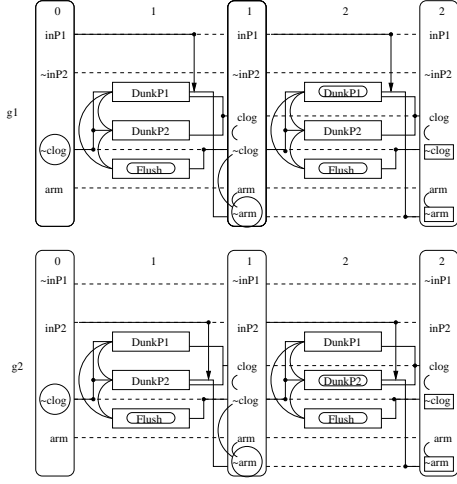 0 1 1 2 2
inP1 inP1 inP1
~inP2 ~inP2 ~inP2
DunkP1 DunkP1
g1
clog clog
DunkP2 DunkP2
~clog ~clog ~clog
Flush Flush
arm arm arm
~arm ~arm
0 1 1 2 2
~inP1 ~inP1 ~inP1
inP2 inP2 inP2
DunkP1 DunkP1
g2
clog clog
DunkP2 DunkP2
~clog ~clog ~clog
Flush Flush
arm arm arm
~arm ~arm